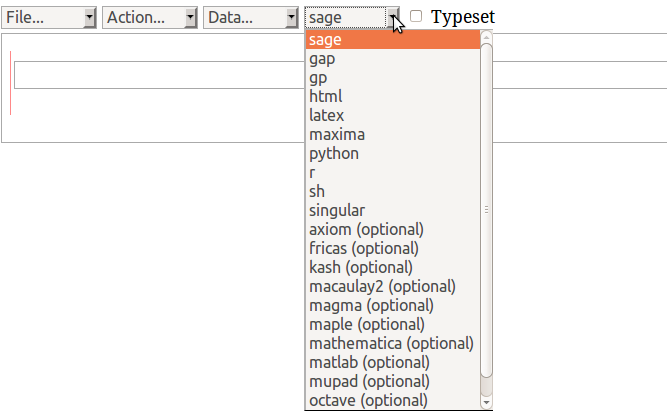 File... Action... Data... sage Typeset
sage
gap
gp
html
latex
maxima
python
r
sh
singular
axiom (optional)
fricas (optional)
kash (optional)
macaulay2 (optional)
magma (optional)
maple (optional)
mathematica (optional)
matlab (optional)
mupad (optional)
octave (optional)